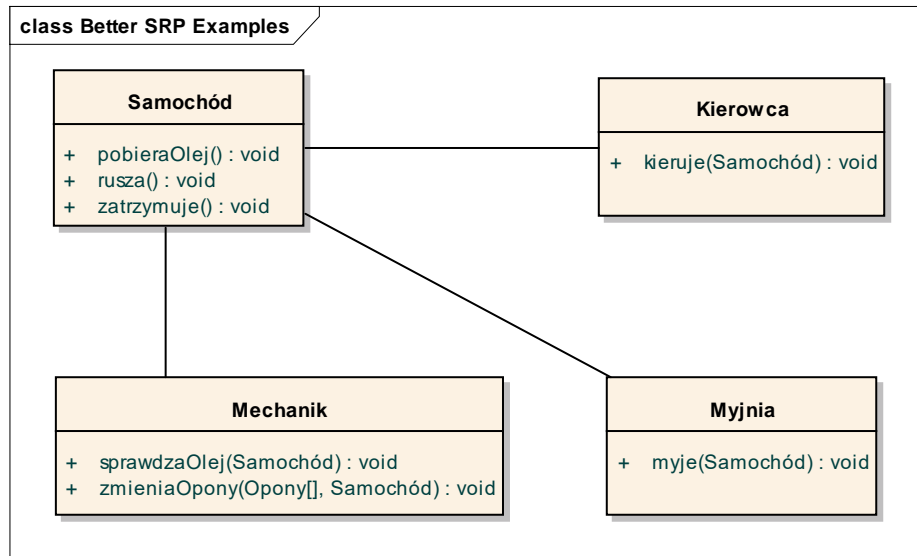 class Better SRP Examples
Samochód
+ pobieraOlej() : void
+ rusza() : void
+ zatrzymuje() : void
Kierowca
+ kieruje(Samochód) : void
Mechanik
+ sprawdzaOlej(Samochód) : void
+ zmieniaOpony(Opony[], Samochód) : void
Myjnia
+ myje(Samochód) : void